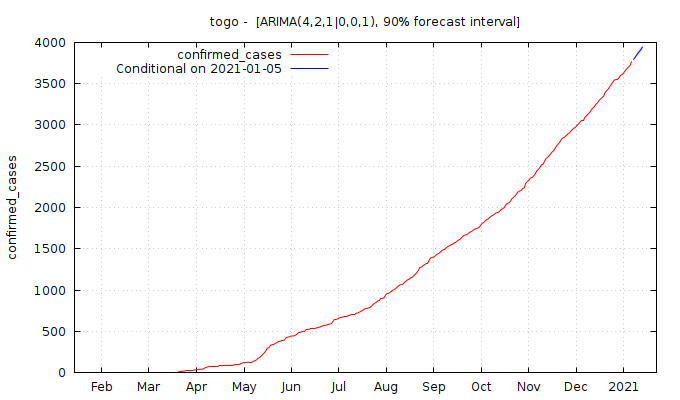 togo -  [ARIMA(4,2,1|0,0,1), 90% forecast interval]
confirmed_cases
Conditional on 2021-01-05
confirmed_cases
4000
3500
3000
2500
2000
1500
1000
500
0
Feb Mar Apr May Jun Jul Aug Sep Oct Nov Dec 2021